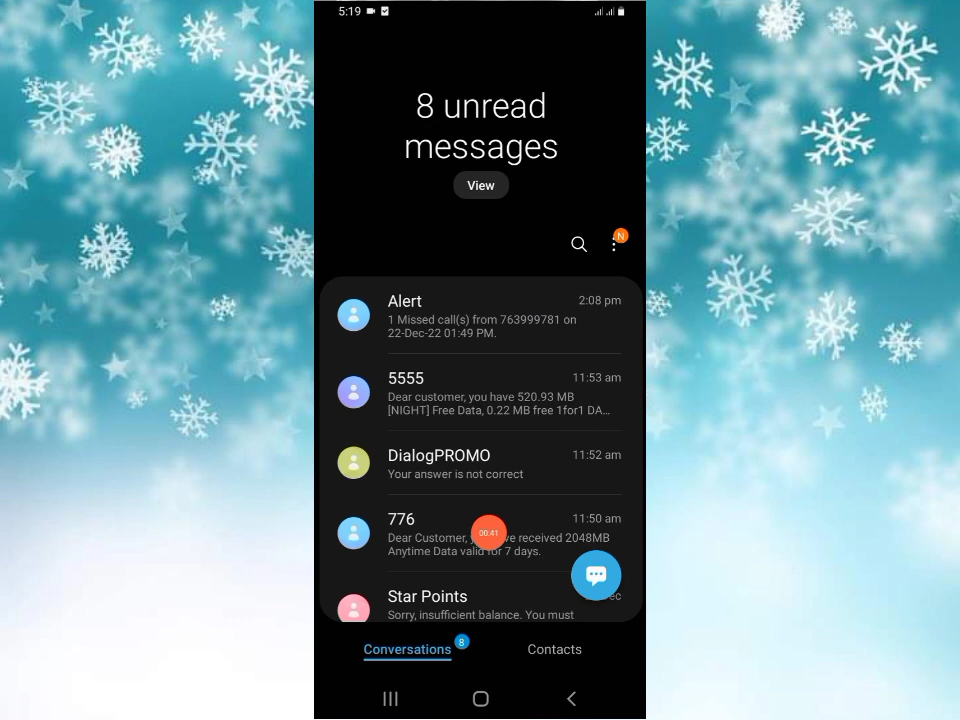 5:19
8 unread
messages
View
N
Alert 2:08 pm
1 Missed call(s) from 763999781 on
22-Dec-22 01:49 PM.
5555 11:53 am
Dear customer, you have 520.93 MB
[NIGHT] Free Data, 0.22 MB free 1for1 DA...
DialogPROMO 11:52 am
Your answer is not correct
776 11:50 am
Dear Customer, 00:41 received 2048MB
Anytime Data valid for 7 days.
Star Points
Sorry, insufficient balance. You must
Conversations 8 Contacts